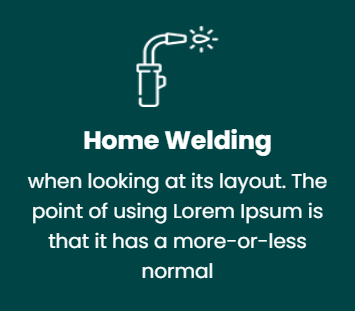 Home Welding
when looking at its layout. The
point of using Lorem Ipsum is
that it has a more-or-less
normal